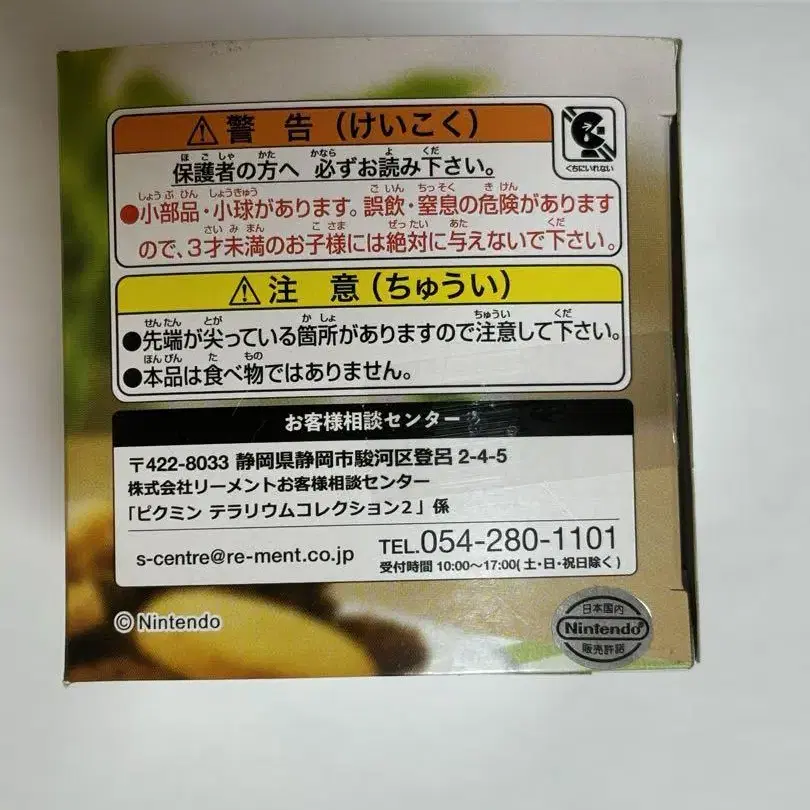 ⚠警 告(けいこく)
保護者の方へ 必ずお読み下さい。
くちにいれない
●小部品・小球があります。誤飲・窒息の危険があります
ので、3才未満のお子様には絶対に与えないで下さい。
⚠注 意(ちゅうい)
●先端が尖っている箇所がありますので注意して下さい。
●本品は食べ物ではありません。
お客様相談センター
〒422-8033 静岡県静岡市駿河区登呂 2-4-5
株式会社リーメントお客様相談センター
「ピクミン テラリウムコレクション2」係
s-centre@re-ment.co.jp
TEL.054-280-1101
受付時間 10:00〜17:00(土・日・祝日除く)
© Nintendo
日本国内
Nintendo®
販売許諾